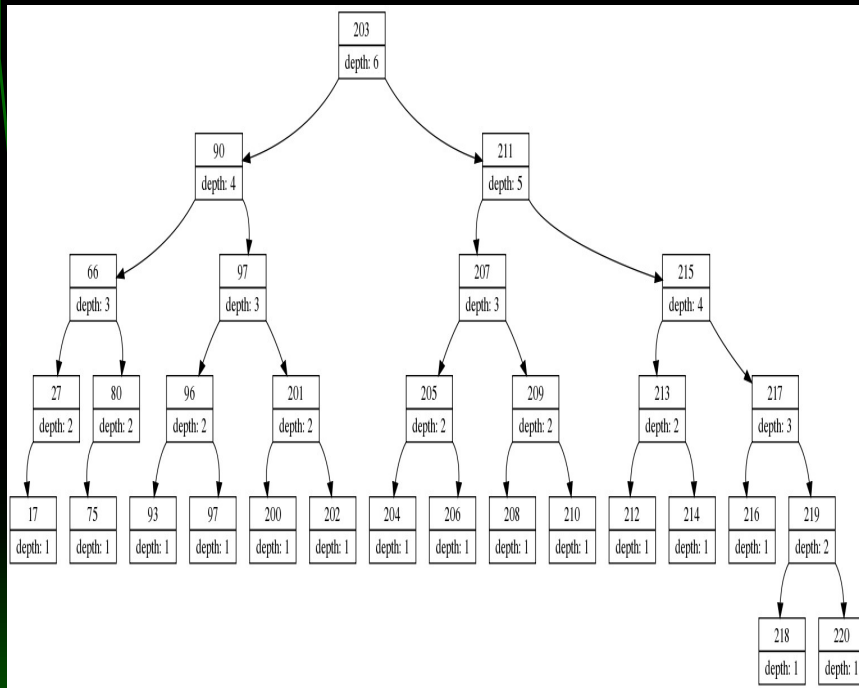 203
depth: 6
90
depth: 4
211
depth: 5
66
depth: 3
97
depth: 3
207
depth: 3
215
depth: 4
27
depth: 2
80
depth: 2
96
depth: 2
201
depth: 2
205
depth: 2
209
depth: 2
213
depth: 2
217
depth: 3
17
depth: 1
75
depth: 1
93
depth: 1
97
depth: 1
200
depth: 1
202
depth: 1
204
depth: 1
206
depth: 1
208
depth: 1
210
depth: 1
212
depth: 1
214
depth: 1
216
depth: 1
219
depth: 2
218
depth: 1
220
depth: 1